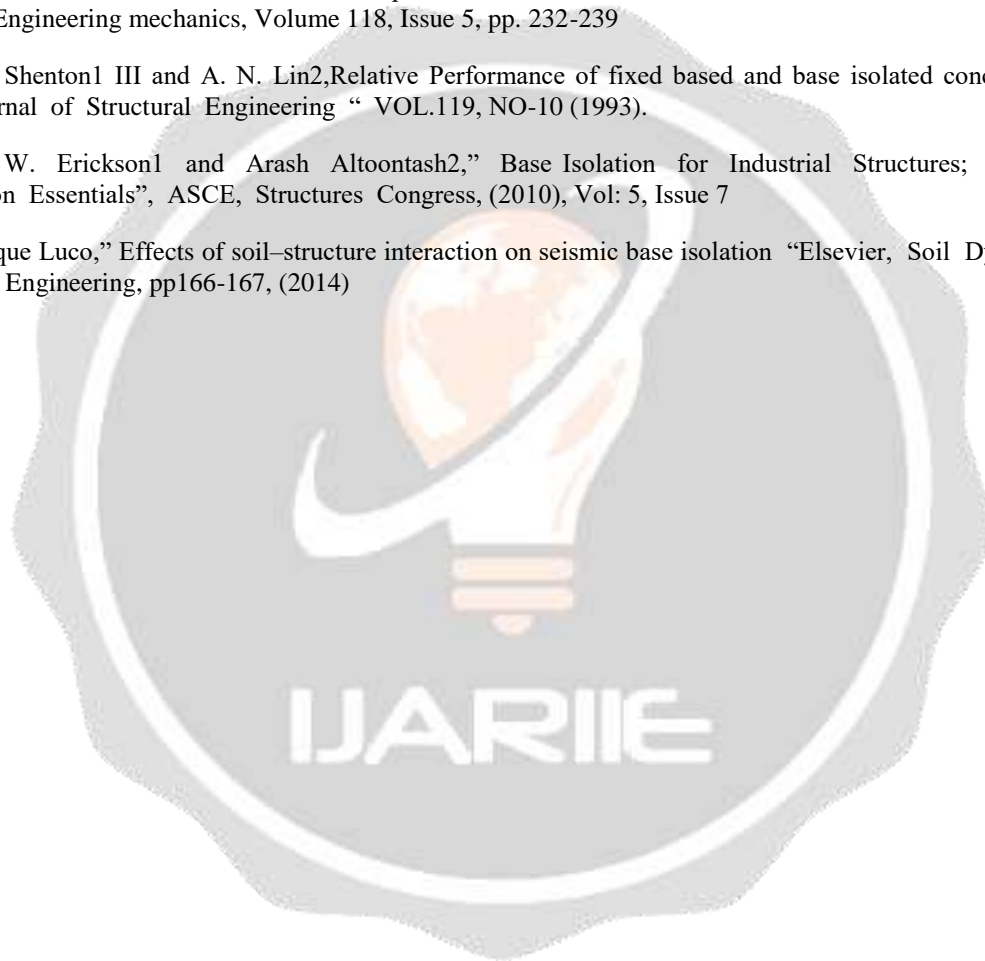 Engineering mechanics, Volume 118, Issue 5, pp. 232-239
Shenton1 III and A. N. Lin2,Relative Performance of fixed based and base isolated
rnal of Structural Engineering “ VOL.119, NO-10 (1993).
W. Erickson1 and Arash Altoontash2,” Base Isolation for Industrial Structures;
n Essentials”, ASCE, Structures Congress, (2010), Vol: 5, Issue 7
que Luco,” Effects of soil–structure interaction on seismic base isolation “Elsevier, Soil
Engineering, pp166-167, (2014)
IJARIIE